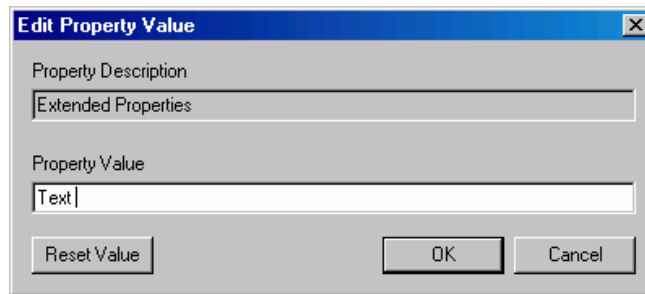 Edit Property Value
Property Description
Extended Properties
Property Value
Text
Reset Value OK Cancel